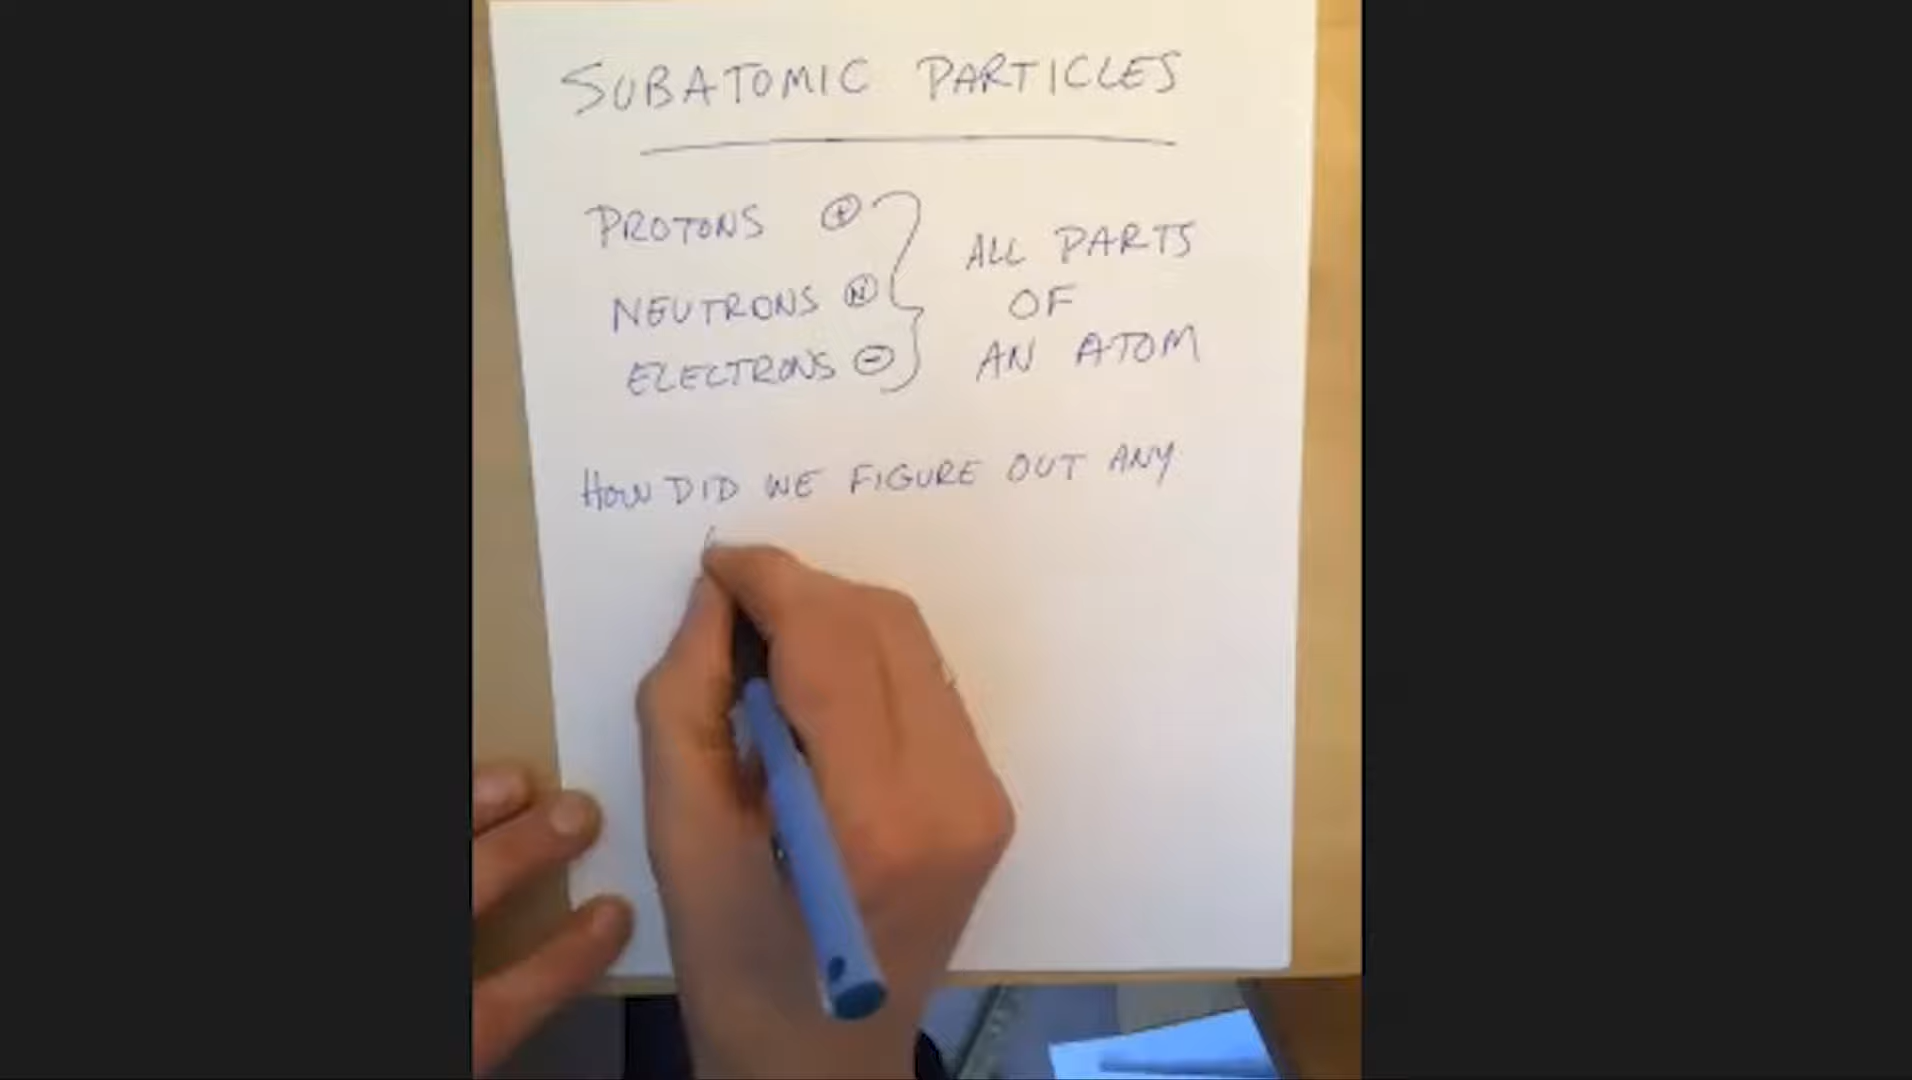 SUBATOMIC PARTICLES
PROTONS +
NEUTRONS N
ELECTRONS -
ALL PARTS
OF
AN ATOM
HOW DID WE FIGURE OUT ANY